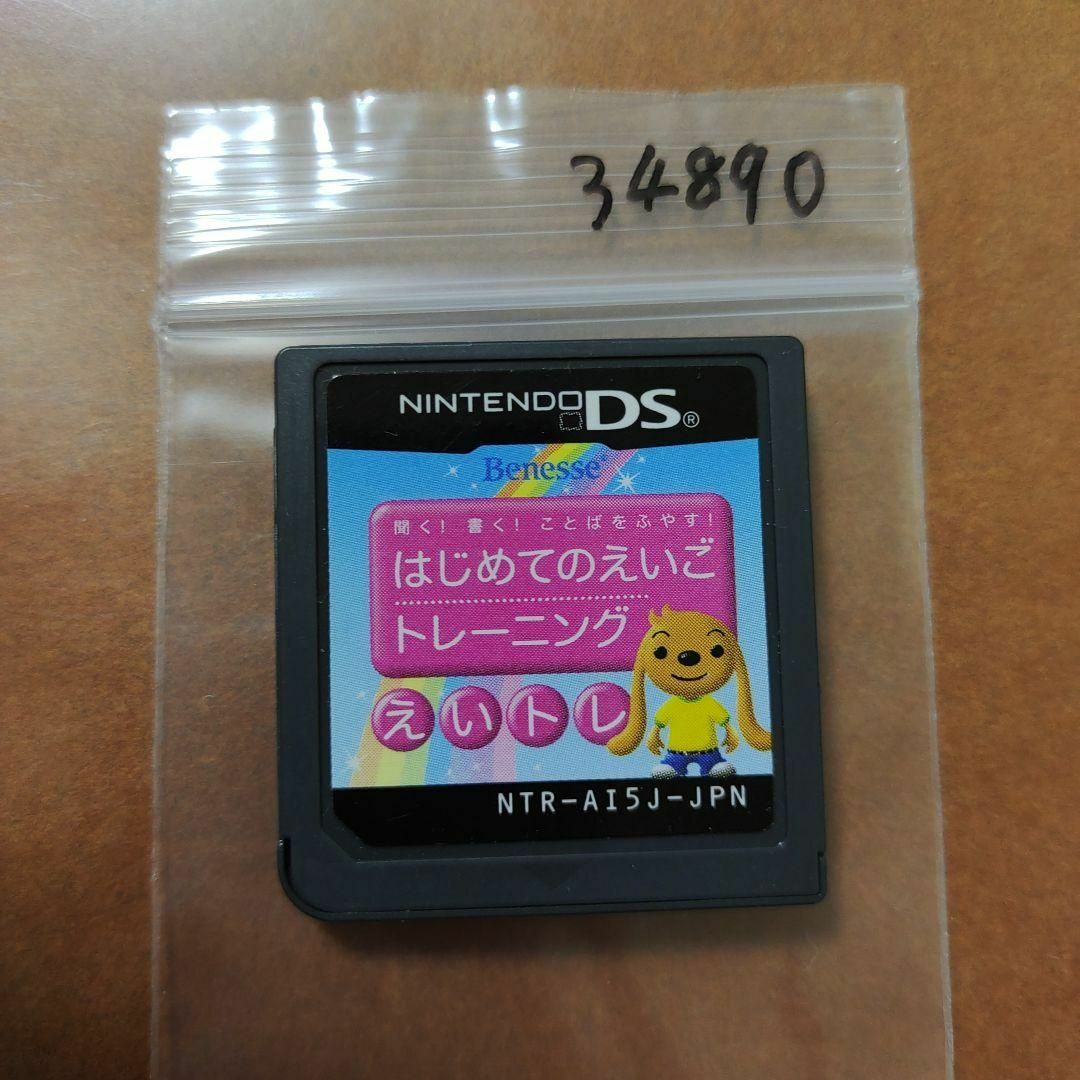 34890
NINTENDO DS®
Benesse®
聞く! 書く! ことばをふやす!
はじめてのえいご
トレーニング
えいトレ
NTR-AI5J-JPN